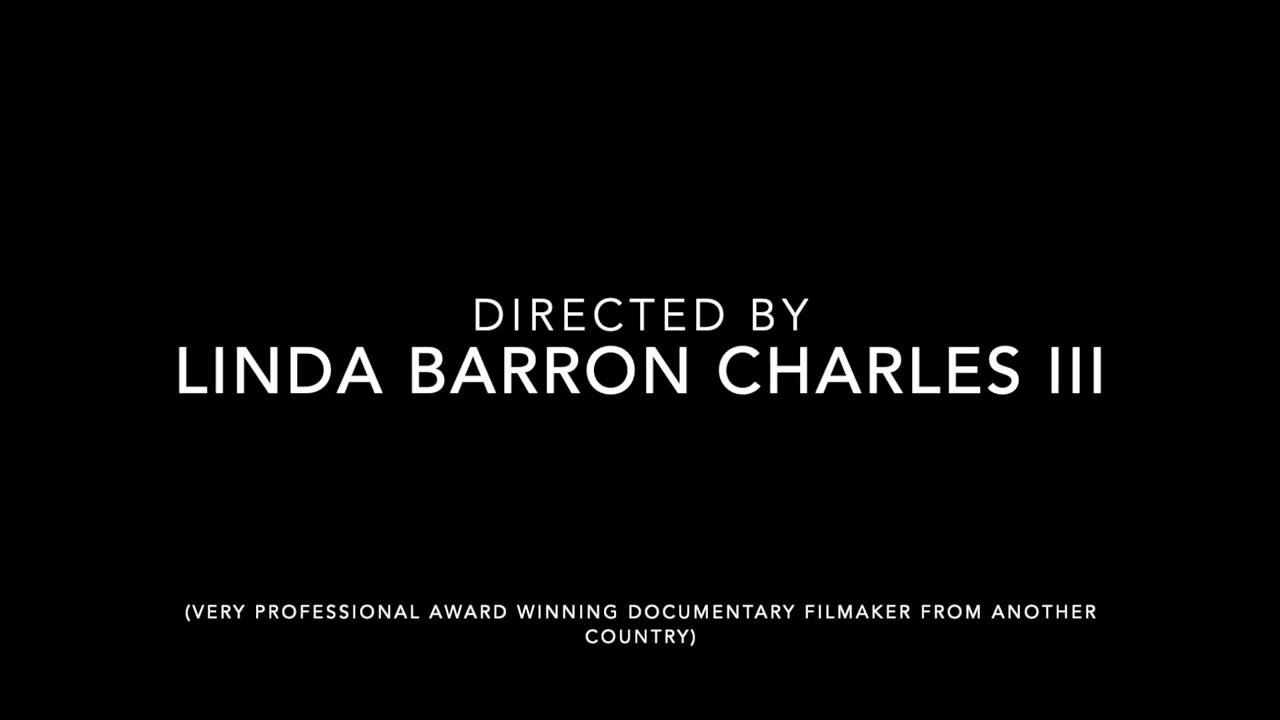 DIRECTED BY
LINDA BARRON CHARLES III
(VERY PROFESSIONAL AWARD WINNING DOCUMENTARY FILMAKER FROM ANOTHER
COUNTRY)